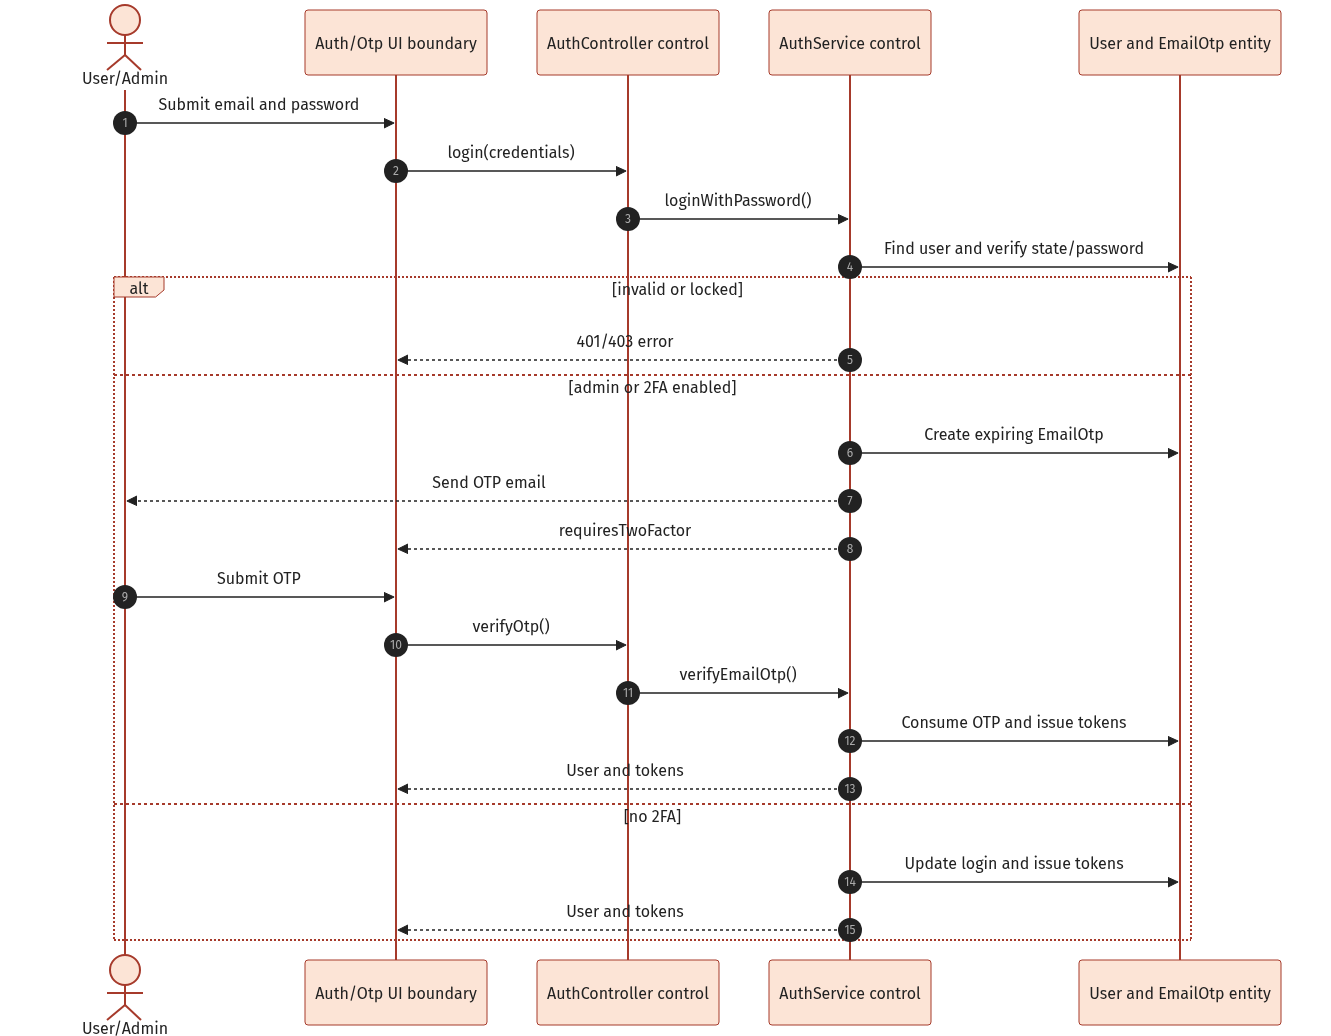 User/Admin
Auth/Otp UI boundary
AuthController control
AuthService control
User and EmailOtp entity
Submit email and password
1
login(credentials)
2
loginWithPassword()
3
Find user and verify state/password
4
alt
[invalid or locked]
401/403 error
5
[admin or 2FA enabled]
Create expiring EmailOtp
6
Send OTP email
7
requiresTwoFactor
8
Submit OTP
9
verifyOtp()
10
verifyEmailOtp()
11
Consume OTP and issue tokens
12
User and tokens
13
[no 2FA]
Update login and issue tokens
14
User and tokens
15
User/Admin
Auth/Otp UI boundary
AuthController control
AuthService control
User and EmailOtp entity